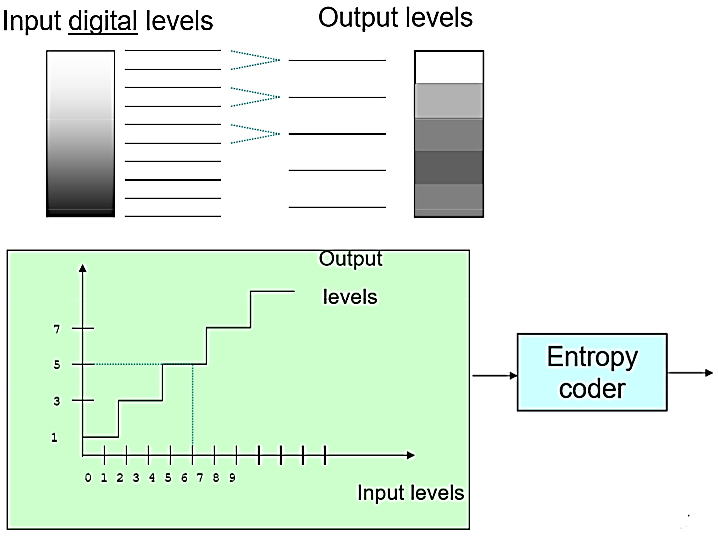 Input digital levels
Output levels
Output
levels
7
5
3
1
0 1 2 3 4 5 6 7 8 9
Input levels
Entropy
coder